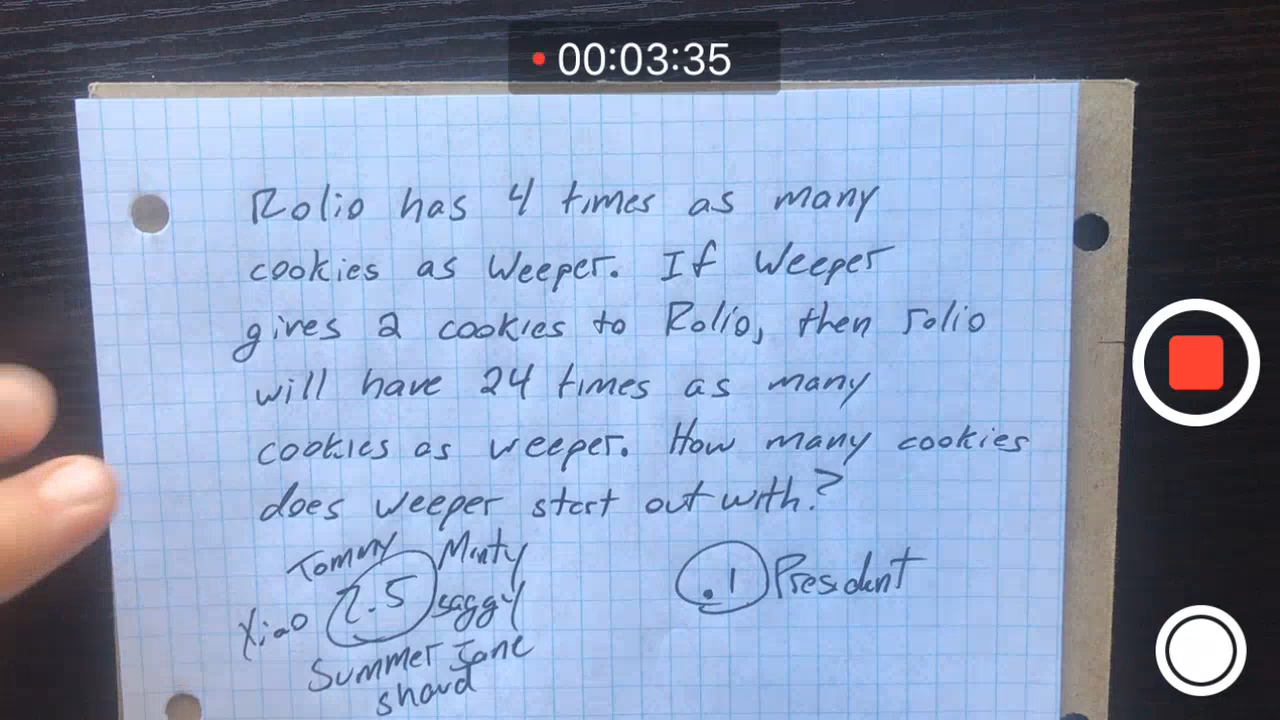 00:03:35
Rolio has 4 times as many
cookies as Weeper. If Weeper
gives 2 cookies to Rolio, then rolio
will have 24 times as many
cookies as weeper. How many cookies
does weeper start out with?
Tommy Minty
Xiao 2.5 saggy
Summer Jane
shard
.1 President